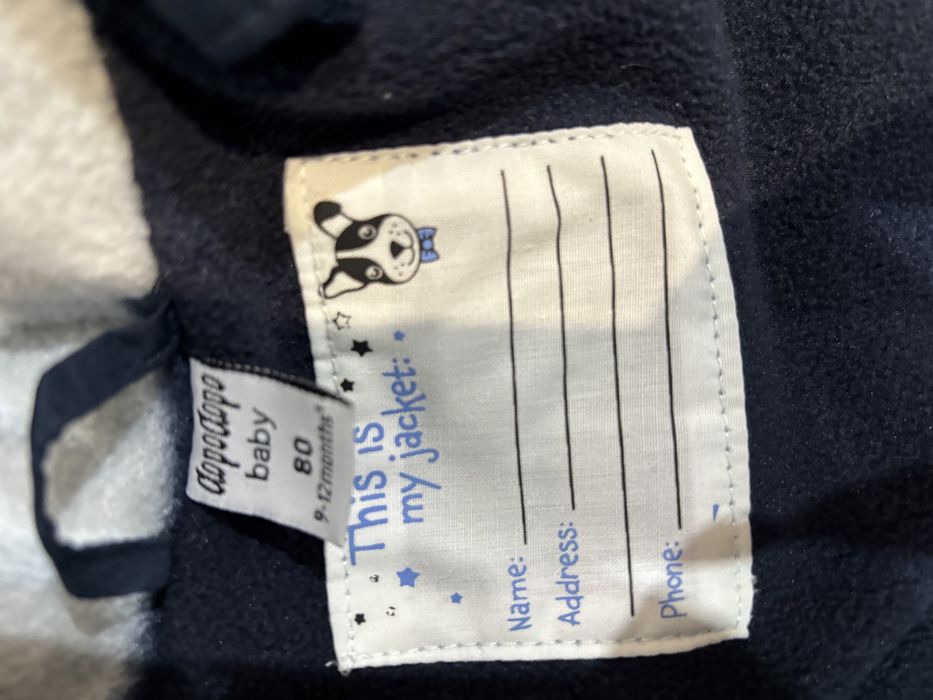 dopodopo
baby
80
9-12months*
This is
my jacket:
Name:
Address:
Phone: